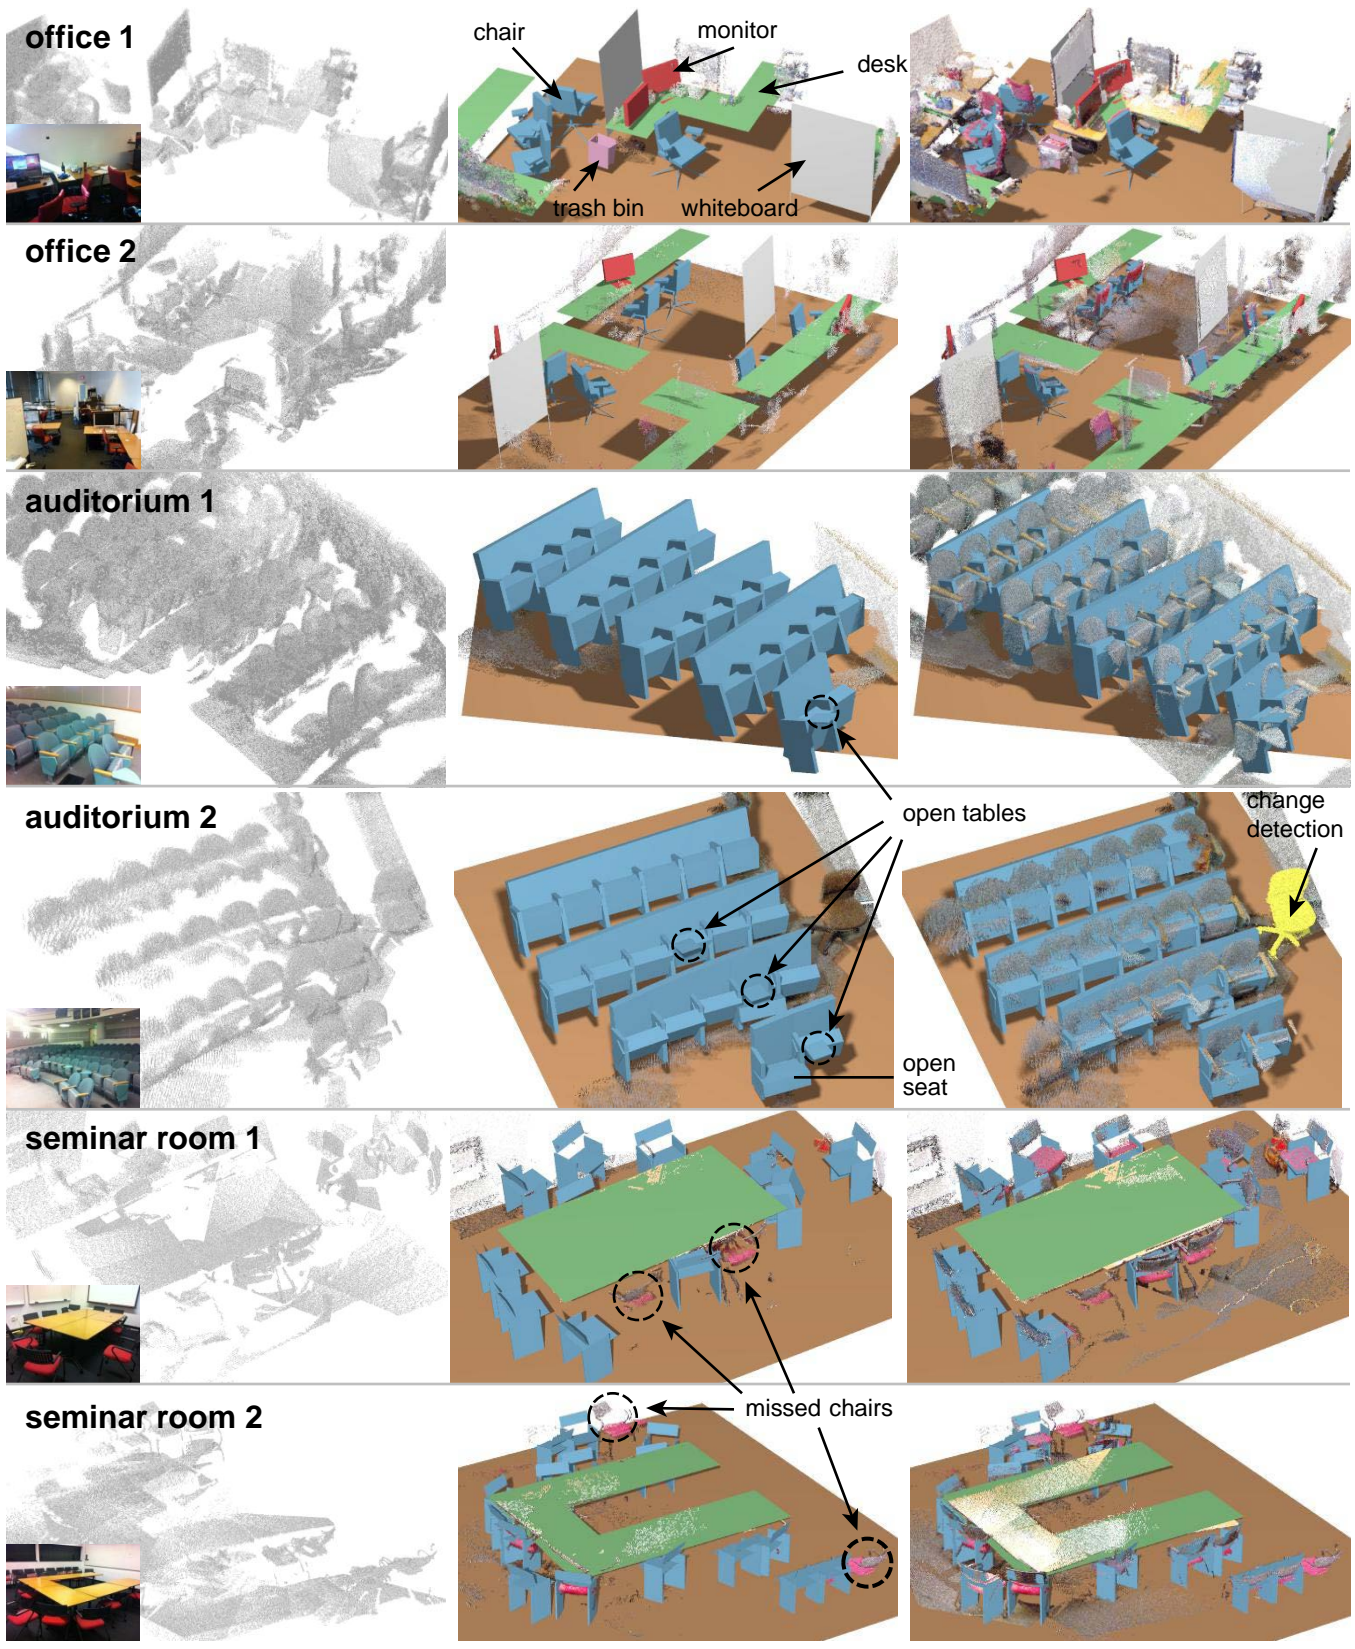 office 1
chair
monitor
desk
trash bin
whiteboard
office 2
auditorium 1
auditorium 2
open tables
change
detection
open
seat
seminar room 1
seminar room 2
missed chairs